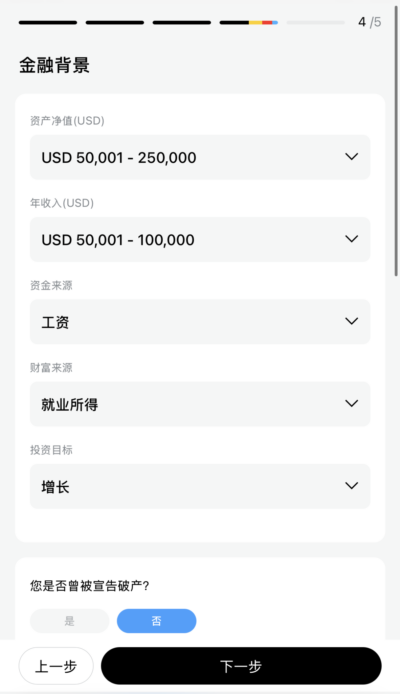 4 /5
金融背景
资产净值(USD)
USD 50,001 - 250,000
年收入(USD)
USD 50,001 - 100,000
资金来源
工资
财富来源
就业所得
投资目标
增长
您是否曾被宣告破产?
是 否
上一步 下一步